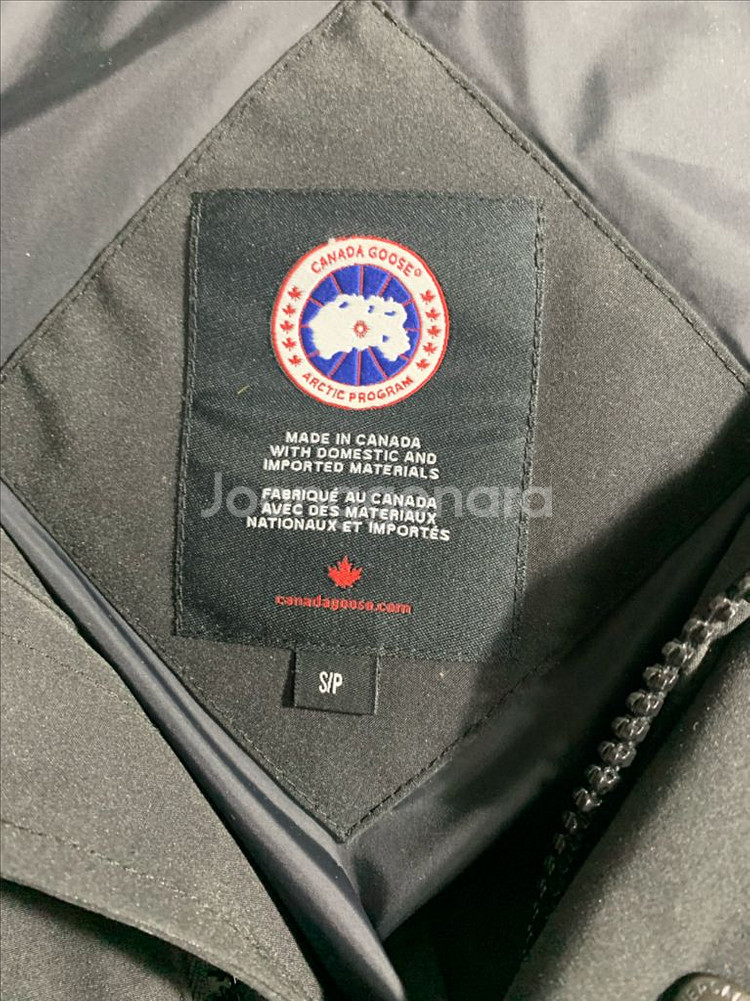 CANADA GOOSE®
ARCTIC PROGRAM
MADE IN CANADA
WITH DOMESTIC AND
IMPORTED MATERIALS
FABRIQUÉ AU CANADA
AVEC DES MATERIAUX
NATIONAUX ET IMPORTÉS
canadagoose.com
S/P